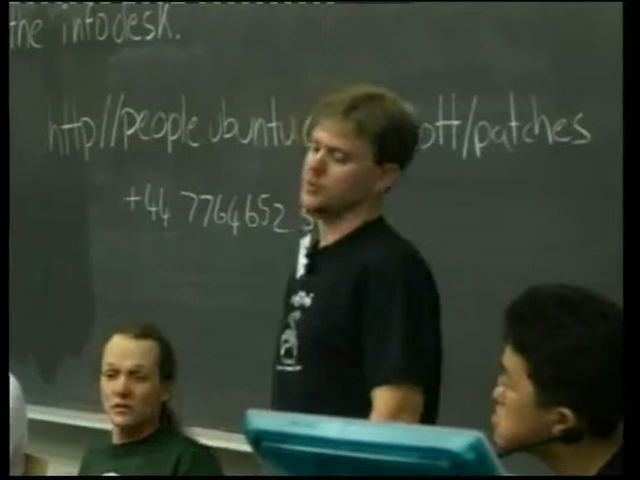 the infodesk.
http//people ubuntu ott/patches
+44 7764652